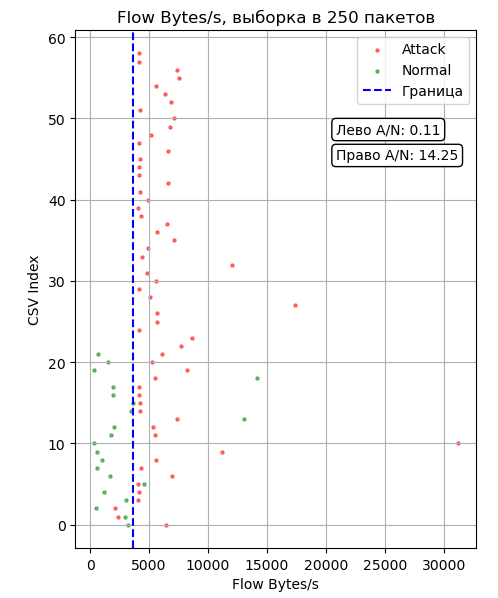 Flow Bytes/s, выборка в 250 пакетов
Attack
Normal
Граница
Лево A/N: 0.11
Право A/N: 14.25
60
50
40
30
20
10
0
CSV Index
0 5000 10000 15000 20000 25000 30000
Flow Bytes/s